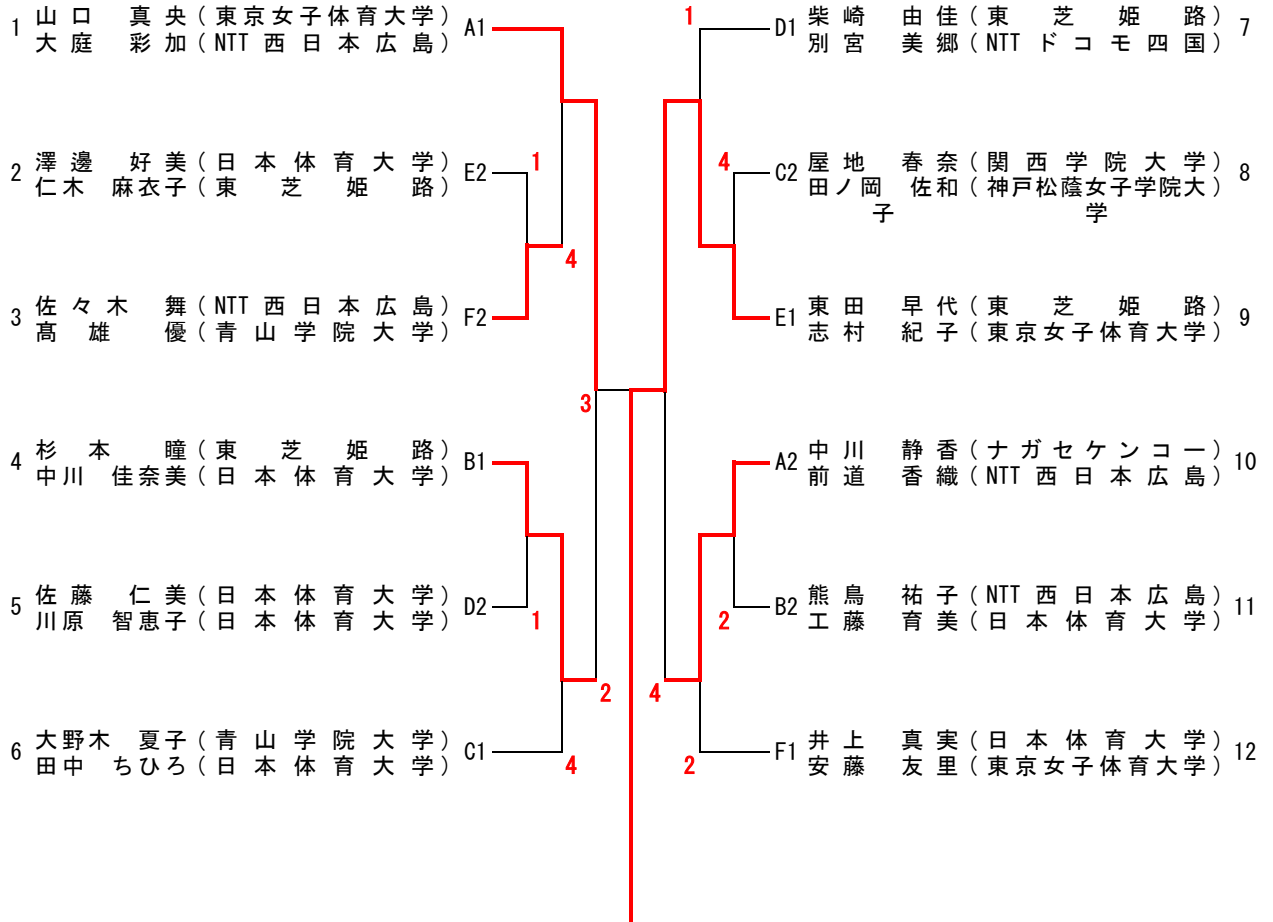 1 山口 真央(東京女子体育大学) A1
大庭 彩加(NTT西日本広島)
1
2 澤邊 好美(日本体育大学) E2
仁木 麻衣子(東芝姫路)
4
3 佐々木 舞(NTT西日本広島) F2
髙雄 優(青山学院大学)
3
4 杉本 瞳(東芝姫路) B1
中川 佳奈美(日本体育大学)
5 佐藤 仁美(日本体育大学) D2
川原 智恵子(日本体育大学)
1
2
6 大野木 夏子(青山学院大学) C1
田中 ちひろ(日本体育大学)
4
1
D1 柴崎 由佳(東芝姫路) 7
別宮 美郷(NTTドコモ四国)
4
C2 屋地 春奈(関西学院大学) 8
田ノ岡 佐和(神戸松蔭女子学院大)
子 学
E1 東田 早代(東芝姫路) 9
志村 紀子(東京女子体育大学)
A2 中川 静香(ナガセケンコー) 10
前道 香織(NTT西日本広島)
B2 熊鳥 祐子(NTT西日本広島) 11
工藤 育美(日本体育大学)
2
4
F1 井上 真実(日本体育大学) 12
安藤 友里(東京女子体育大学)
2